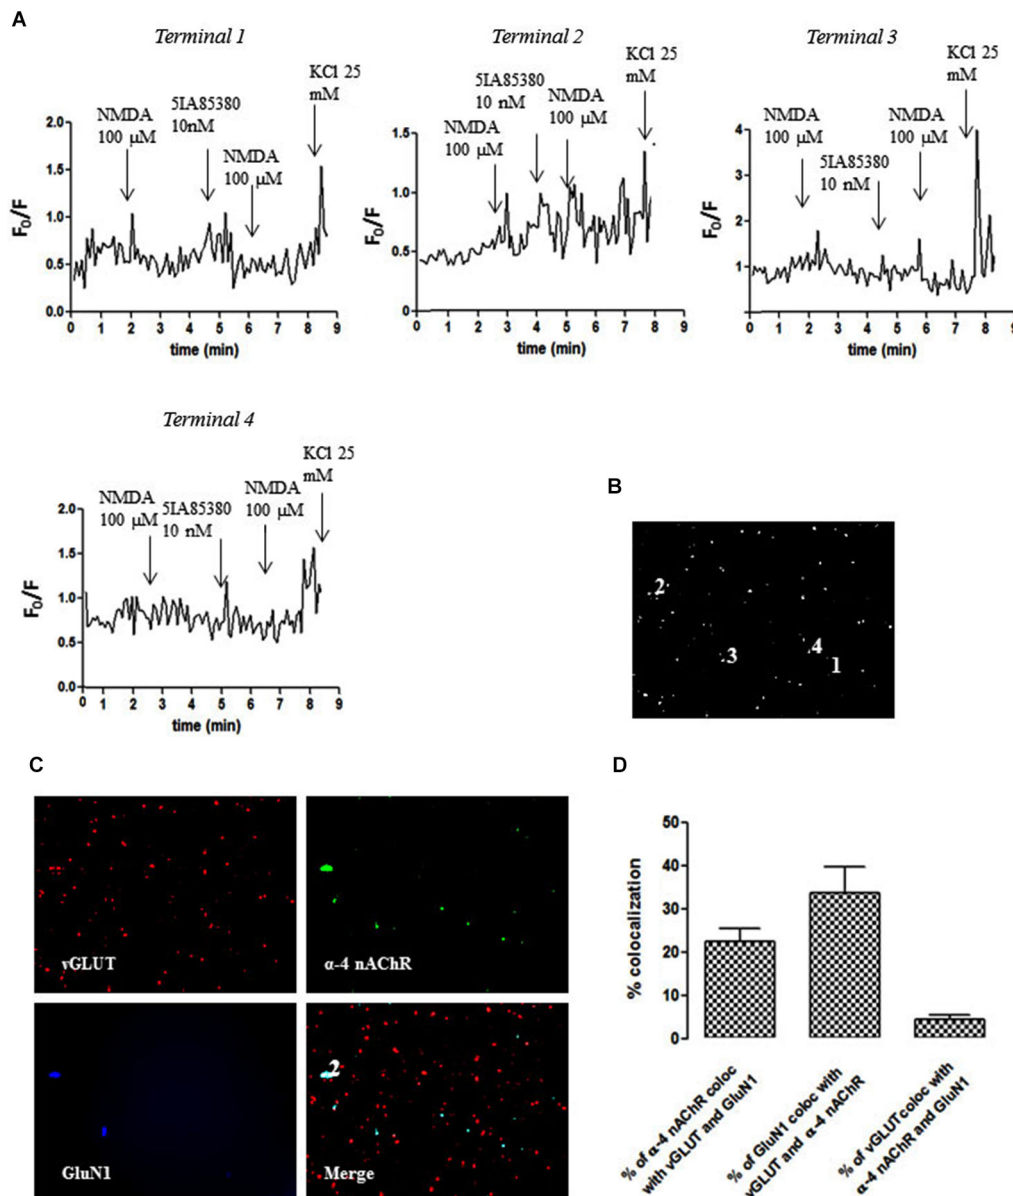 A
Terminal 1
Terminal 2
Terminal 3
NMDA
100 μM
5IA85380
10nM
NMDA
100 μM
KCl 25
mM
F₀/F
2.0
1.5
1.0
0.5
0.0
0 1 2 3 4 5 6 7 8 9
time (min)
NMDA
100 μM
5IA85380
10 nM
NMDA
100 μM
KCl 25
mM
F₀/F
1.5
1.0
0.5
0
0 1 2 3 4 5 6 7 8 9
time (min)
NMDA
100 μM
5IA85380
10 nM
NMDA
100 μM
KCl 25
mM
F₀/F
4
3
2
1
0 1 2 3 4 5 6 7 8 9
time (min)
Terminal 4
NMDA
100 μM
5IA85380
10 nM
NMDA
100 μM
KCl 25
mM
F₀/F
2.0
1.5
1.0
0.5
0.0
0 1 2 3 4 5 6 7 8 9
time (min)
B
2
3
4
1
C
vGLUT
α-4 nAChR
GluN1
2
Merge
D
% colocalization
50
40
30
20
10
0
% of α-4 nAChR coloc
with vGLUT and GluN1
% of GluN1 coloc with
vGLUT and α-4 nAChR
% of vGLUTcoloc with
α-4 nAChR and GluN1